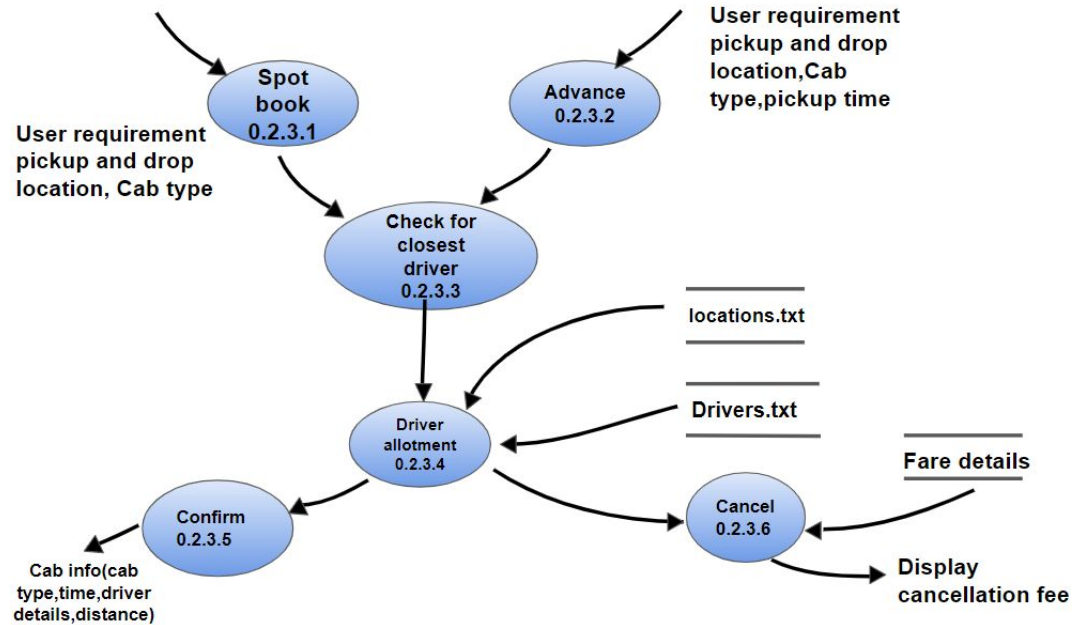 User requirement
pickup and drop
location,Cab
type,pickup time
Spot
book
0.2.3.1
Advance
0.2.3.2
User requirement
pickup and drop
location, Cab type
Check for
closest
driver
0.2.3.3
locations.txt
Drivers.txt
Driver
allotment
0.2.3.4
Fare details
Confirm
0.2.3.5
Cancel
0.2.3.6
Cab info(cab
type,time,driver
details,distance)
Display
cancellation fee